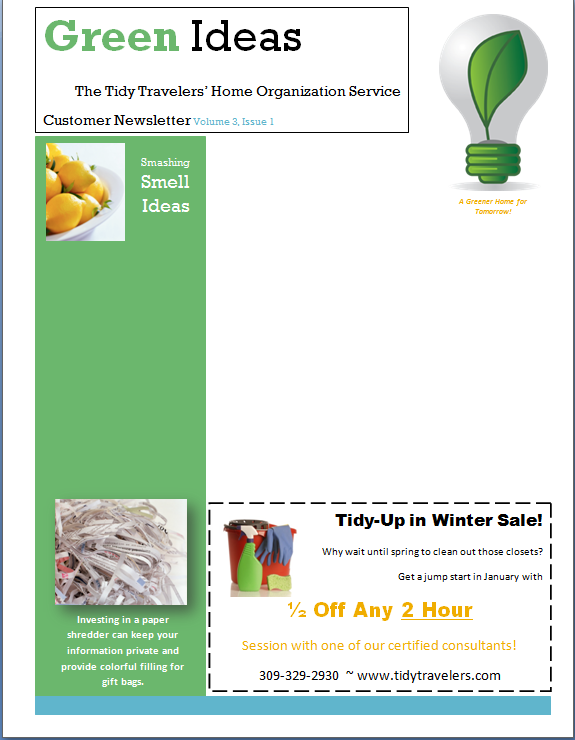 Green Ideas
The Tidy Travelers’ Home Organization Service
Customer Newsletter Volume 3, Issue 1
A Greener Home for
Tomorrow!
Smashing
Smell
Ideas
Investing in a paper
shredder can keep your
information private and
provide colorful filling for
gift bags.
Tidy-Up in Winter Sale!
Why wait until spring to clean out those closets?
Get a jump start in January with
½ Off Any 2 Hour
Session with one of our certified consultants!
309-329-2930 ~ www.tidytravelers.com